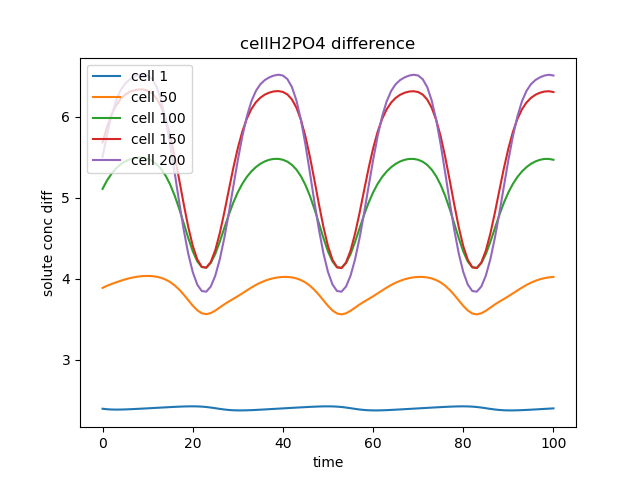 cellH2PO4 difference
cell 1
cell 50
cell 100
cell 150
cell 200
solute conc diff
6
5
4
3
0 20 40 60 80 100
time